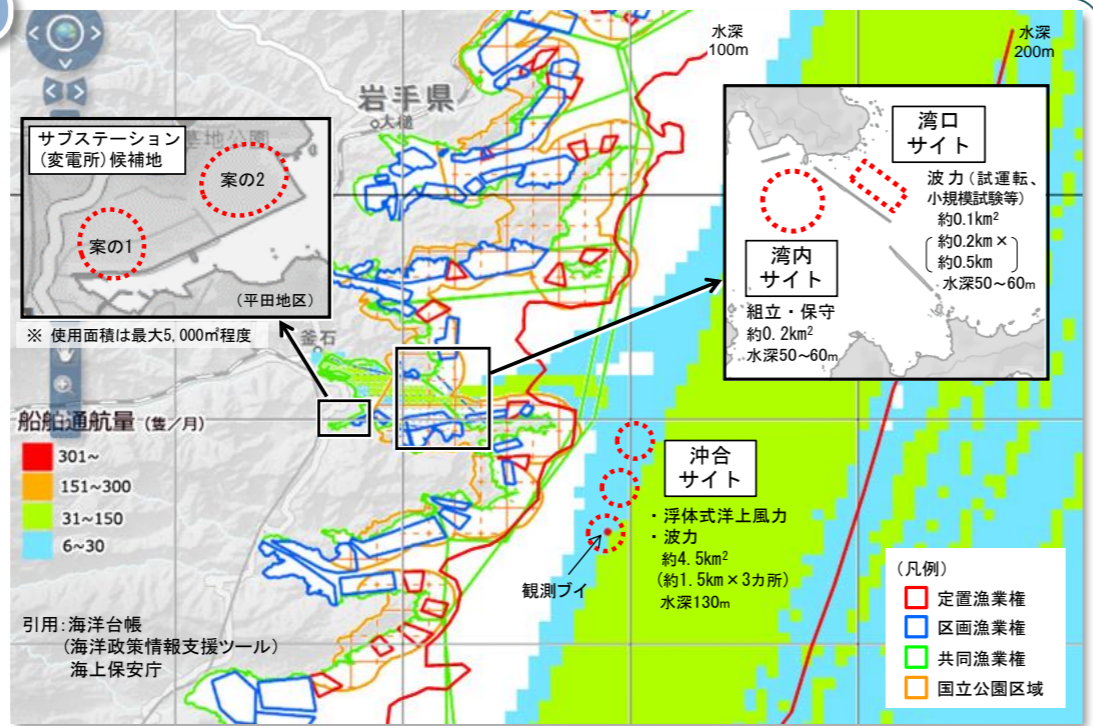 水深
100m
水深
200m
岩手県
大槌
サブステーション
(変電所)候補地
基地公園
案の2
案の1
(平田地区)
※ 使用面積は最大5,000㎡程度
釜石
湾口
サイト
波力(試運転、
小規模試験等)
約0.1km²
約0.2km×
約0.5km
水深50~60m
湾内
サイト
組立・保守
約0.2km²
水深50~60m
船舶通航量 (隻/月)
301~
151~300
31~150
6~30
沖合
サイト
・浮体式洋上風力
・波力
約4.5km²
(約1.5km×3カ所)
水深130m
観測ブイ
引用:海洋台帳
(海洋政策情報支援ツール)
海上保安庁
(凡例)
定置漁業権
区画漁業権
共同漁業権
国立公園区域